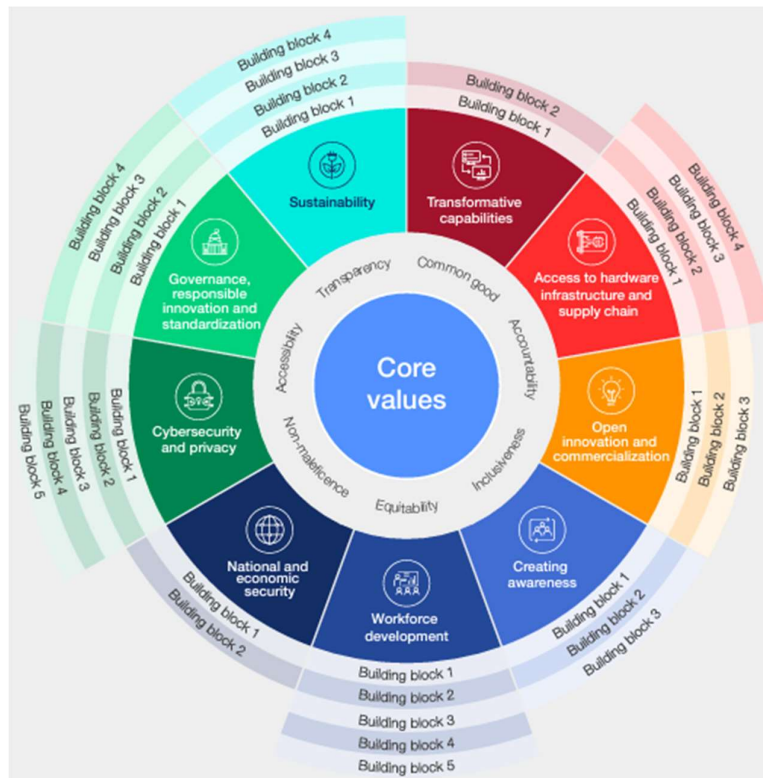 Core
values
Transparency
Common good
Accountability
Inclusiveness
Equitability
Non-maleficence
Accessibility
Transformative
capabilities
Building block 1
Building block 2
Access to hardware
infrastructure and
supply chain
Building block 1
Building block 2
Building block 3
Building block 4
Open
innovation and
commercialization
Building block 1
Building block 2
Building block 3
Creating
awareness
Building block 1
Building block 2
Building block 3
Workforce
development
Building block 1
Building block 2
Building block 3
Building block 4
Building block 5
National and
economic
security
Building block 1
Building block 2
Cybersecurity
and privacy
Building block 1
Building block 2
Building block 3
Building block 4
Building block 5
Governance,
responsible
innovation and
standardization
Building block 1
Building block 2
Building block 3
Building block 4
Sustainability
Building block 1
Building block 2
Building block 3
Building block 4